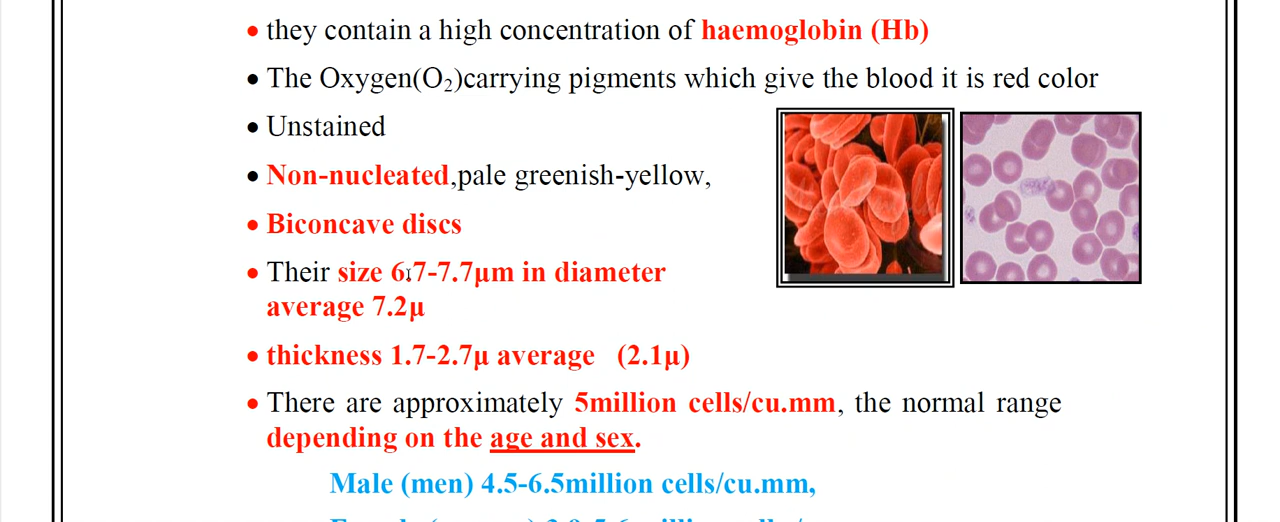 • they contain a high concentration of haemoglobin (Hb)
• The Oxygen(O₂)carrying pigments which give the blood it is red color
• Unstained
• Non-nucleated,pale greenish-yellow,
• Biconcave discs
• Their size 6.7-7.7µm in diameter
average 7.2µ
• thickness 1.7-2.7µ average (2.1µ)
• There are approximately 5million cells/cu.mm, the normal range
depending on the age and sex.
Male (men) 4.5-6.5million cells/cu.mm,